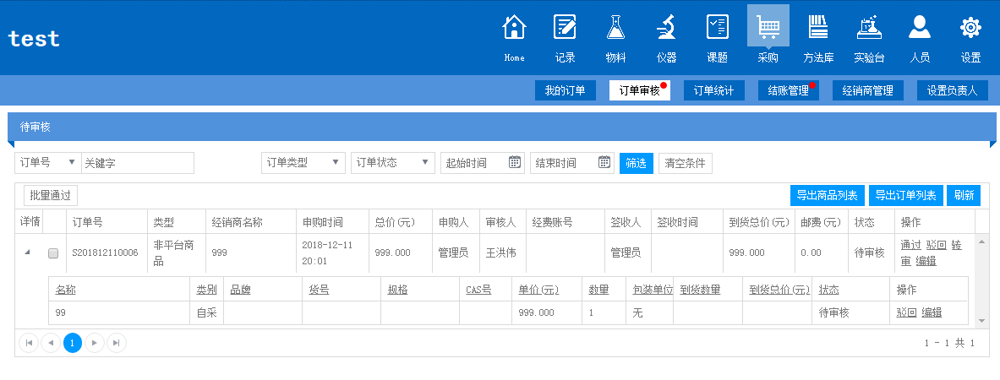 test
Home 记录 物料 仪器 课题 采购 方法库 实验台 人员 设置
我的订单 订单审核 订单统计 结账管理 经销商管理 设置负责人
待审核
订单号 关键字 订单类型 订单状态 起始时间 结束时间 筛选 清空条件
批量通过 导出商品列表 导出订单列表 刷新
详情 订单号 类型 经销商名称 申购时间 总价(元) 申购人 审核人 经费账号 签收人 签收时间 到货总价(元) 邮费(元) 状态 操作
S201812110006 非平台商品 999 2018-12-11 20:01 999.000 管理员 王洪伟 管理员 999.000 0.00 待审核 通过 驳回 转审 编辑
名称 类别 品牌 货号 规格 CAS号 单价(元) 数量 包装单位 到货数量 到货总价(元) 状态 操作
99 自采 999.000 1 无 待审核 驳回 编辑
1 1 - 1 共 1